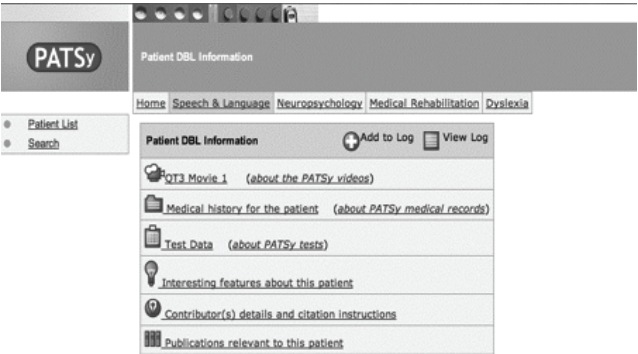 PATSy
Patient DBL Information
Home Speech & Language Neuropsychology Medical Rehabilitation Dyslexia
Patient List
Search
Patient DBL Information Add to Log View Log
QT3 Movie 1 (about the PATSy videos)
Medical history for the patient (about PATSy medical records)
Test Data (about PATSy tests)
Interesting features about this patient
Contributor(s) details and citation instructions
Publications relevant to this patient